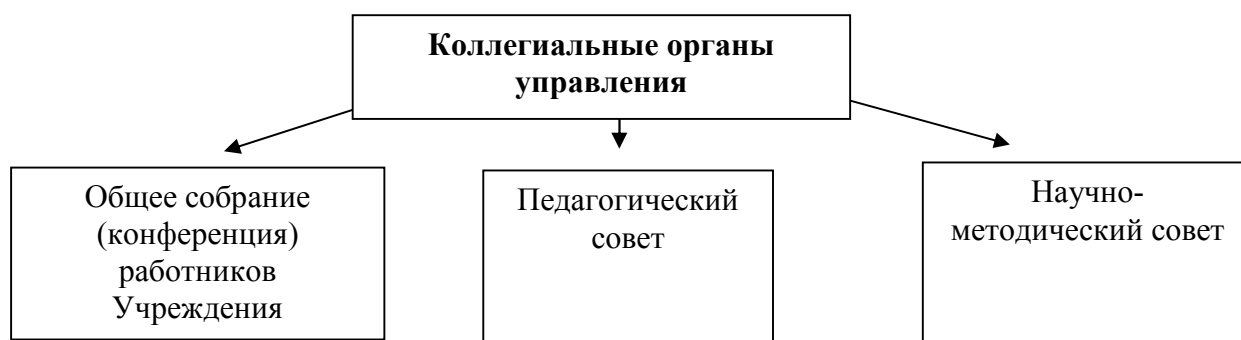 Коллегиальные органы
управления
Общее собрание
(конференция)
работников
Учреждения
Педагогический
совет
Научно-
методический совет